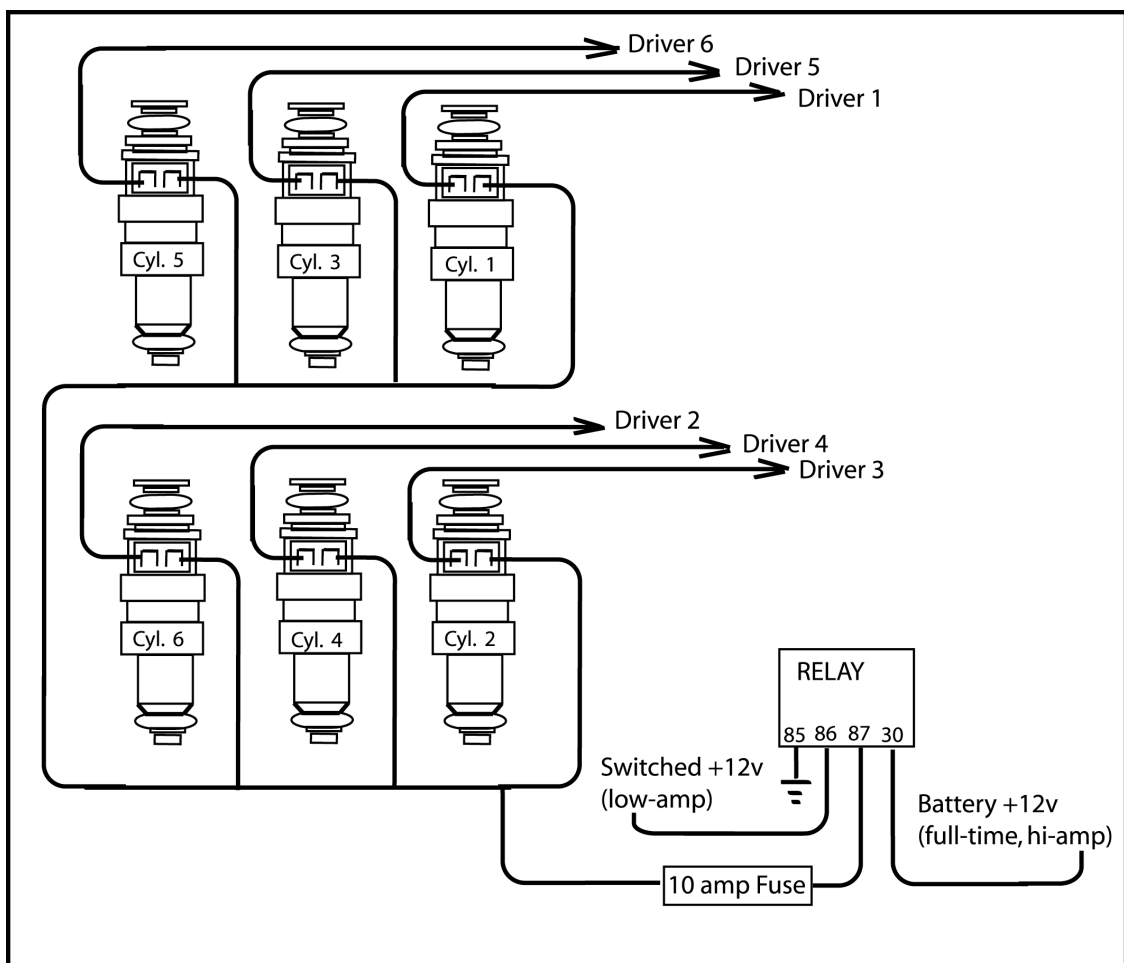 Driver 6
Driver 5
Driver 1
Cyl. 5
Cyl. 3
Cyl. 1
Driver 2
Driver 4
Driver 3
Cyl. 6
Cyl. 4
Cyl. 2
RELAY
85 86 87 30
Switched +12v
(low-amp)
Battery +12v
(full-time, hi-amp)
10 amp Fuse